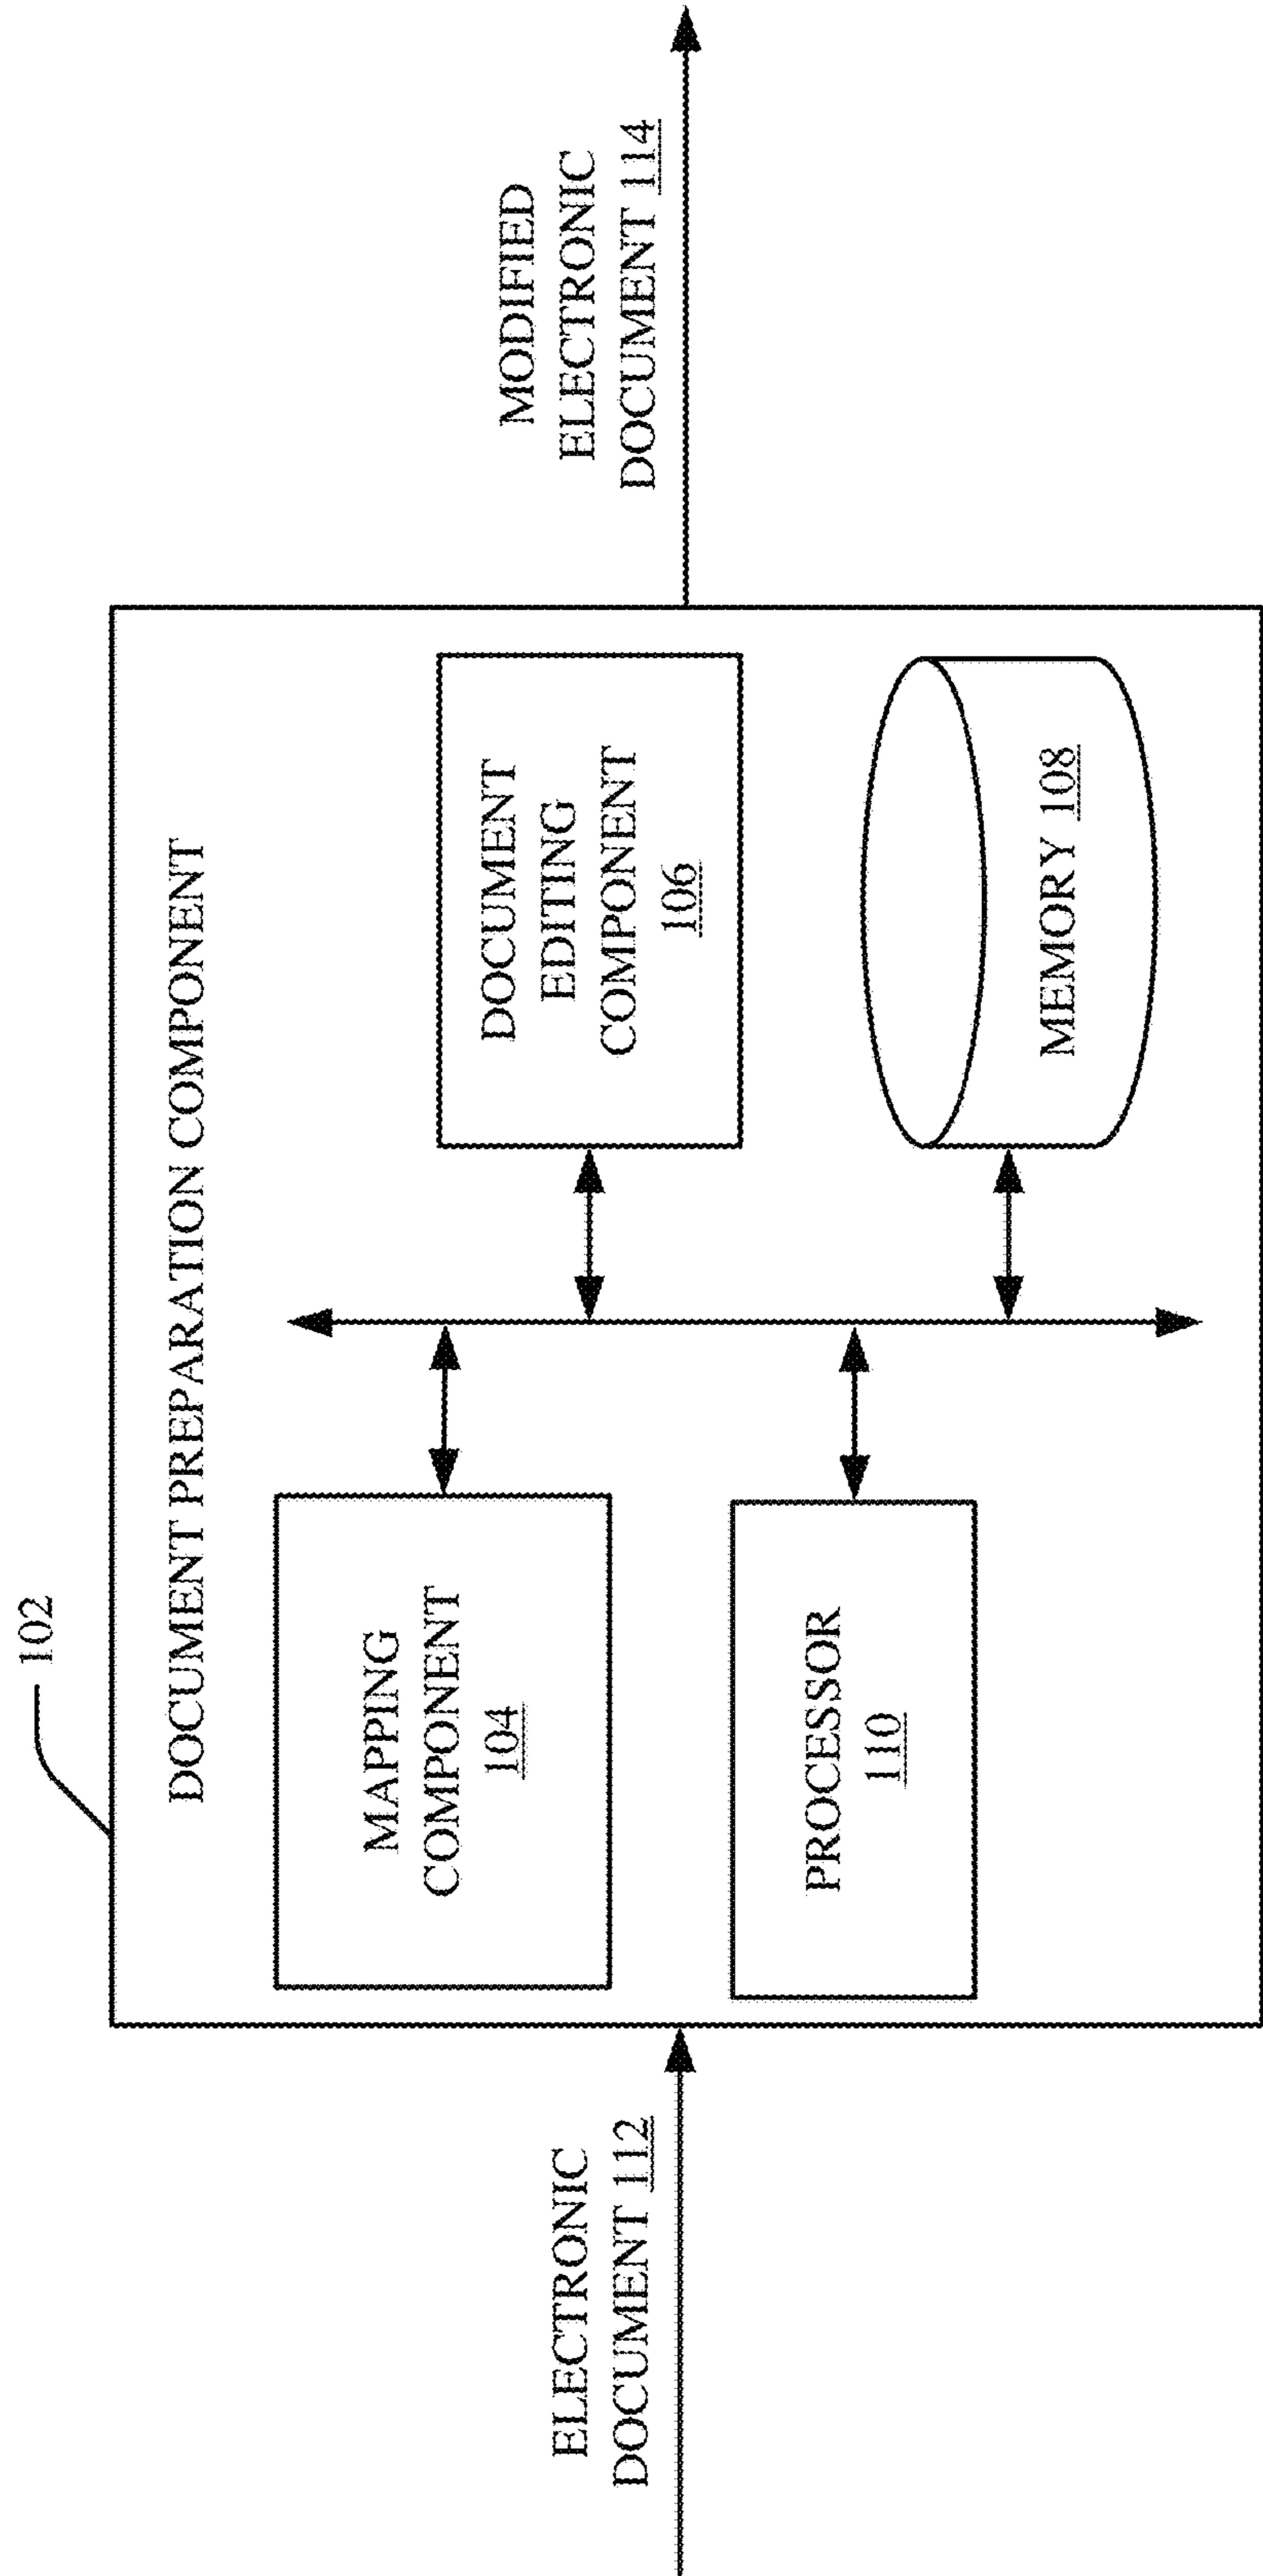 102
DOCUMENT PREPARATION COMPONENT
ELECTRONIC
DOCUMENT 112
MAPPING
COMPONENT
104
PROCESSOR
110
DOCUMENT
EDITING
COMPONENT
106
MEMORY 108
MODIFIED
ELECTRONIC
DOCUMENT 114